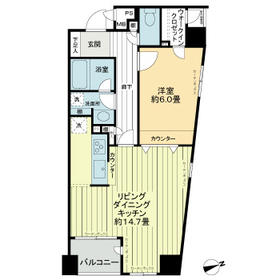 PS
MB
下足入
玄関
ウォークイン
クロゼット
浴室
廊下
洋室
約6.0畳
洗
洗面所
棚
カウンター
カウンター
リビング
ダイニング
キッチン
約14.7畳
バルコニー